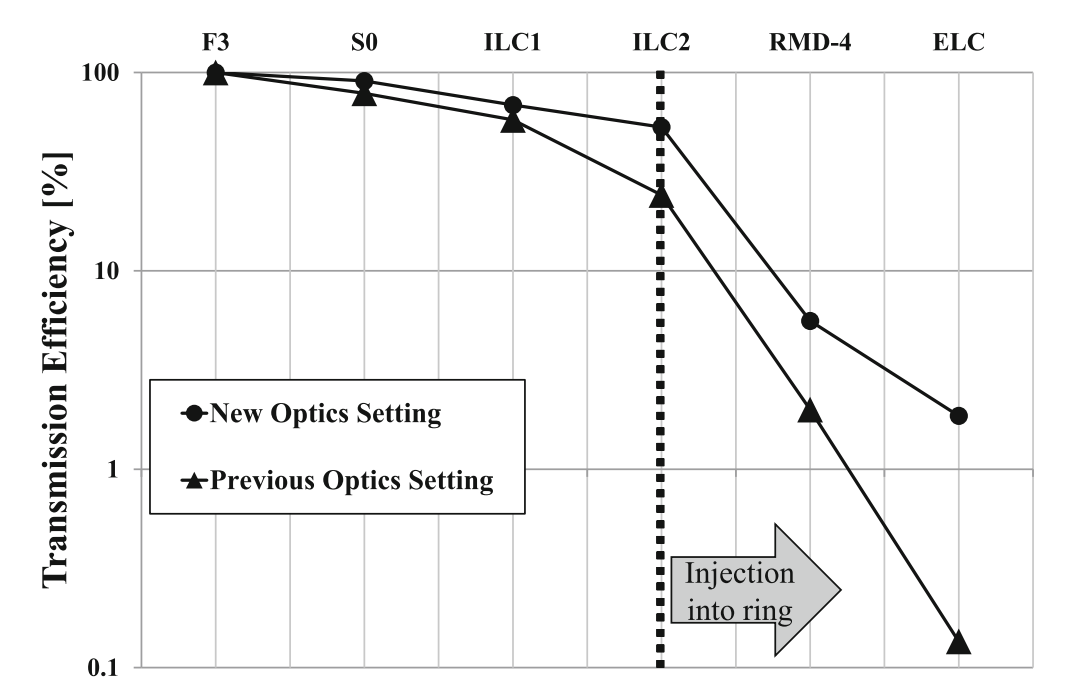 F3 S0 ILC1 ILC2 RMD-4 ELC
100
10
1
0.1
Transmission Efficiency [%]
New Optics Setting
Previous Optics Setting
Injection
into ring